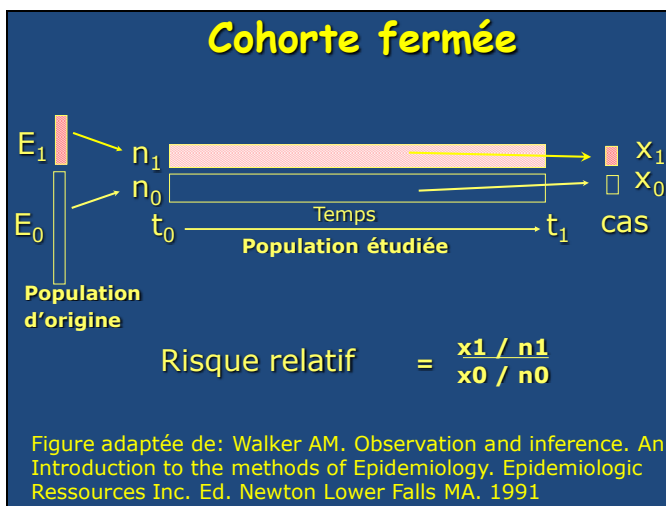 Cohorte fermée
E1
n1
x1
n0
x0
E0
Temps
t0
t1
cas
Population étudiée
Population
d’origine
Risque relatif = x1 / n1
x0 / n0
Figure adaptée de: Walker AM. Observation and inference. An
Introduction to the methods of Epidemiology. Epidemiologic
Ressources Inc. Ed. Newton Lower Falls MA. 1991